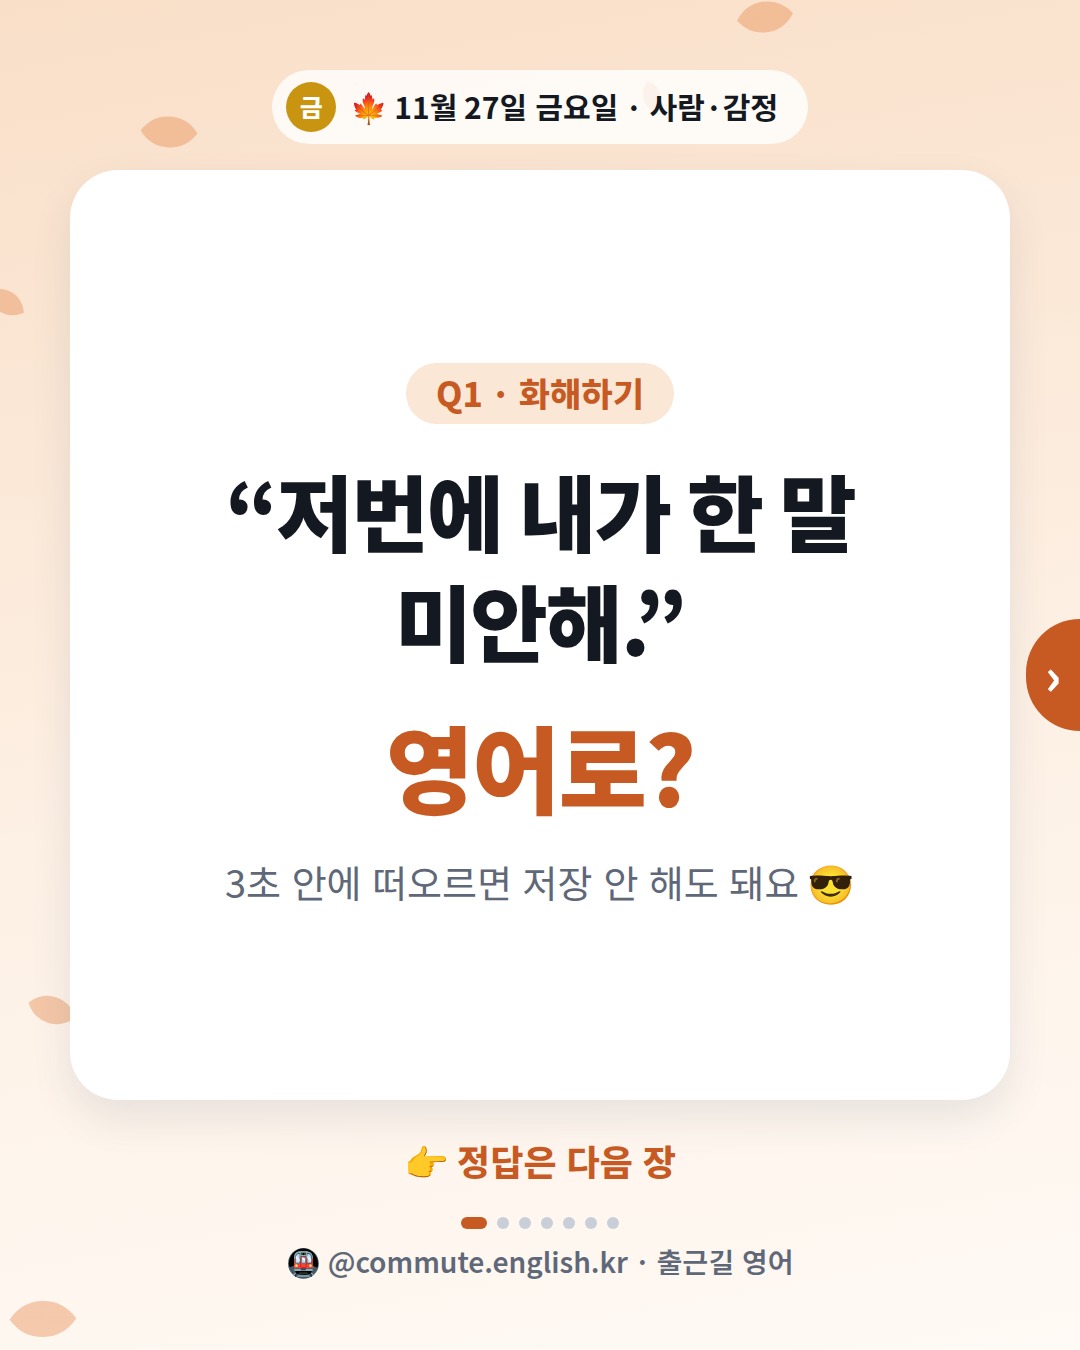 금 🍁 11월 27일 금요일 · 사람·감정
Q1 · 화해하기
“저번에 내가 한 말
미안해.”
영어로?
3초 안에 떠오르면 저장 안 해도 돼요 😎
›
👉 정답은 다음 장
🚇 @commute.english.kr · 출근길 영어